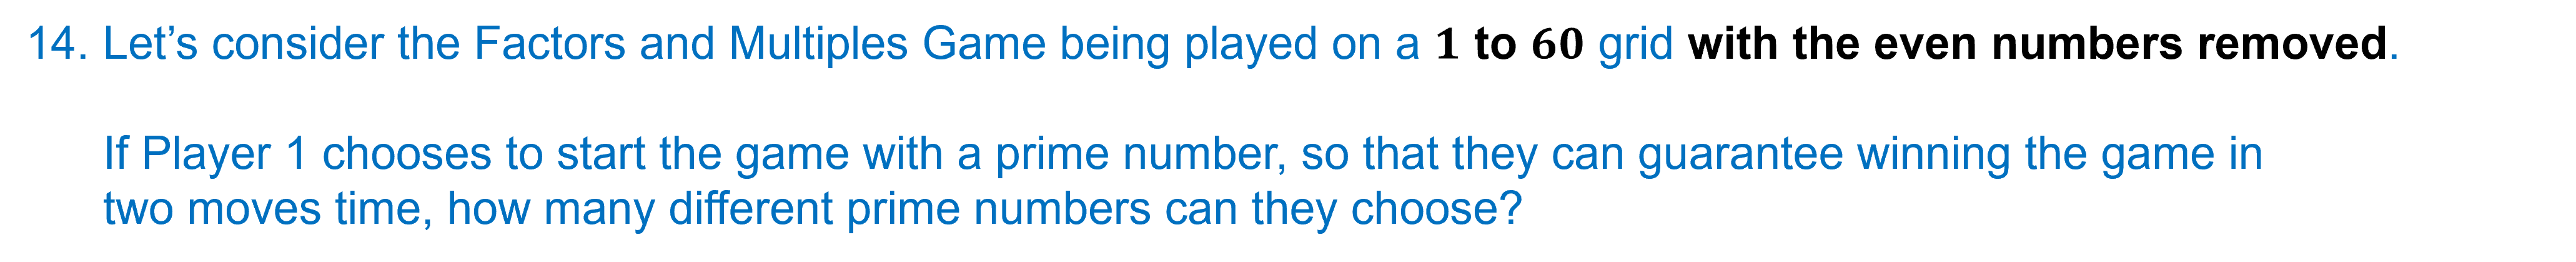 14. Let’s consider the Factors and Multiples Game being played on a 1 to 60 grid with the even numbers removed.
If Player 1 chooses to start the game with a prime number, so that they can guarantee winning the game in
two moves time, how many different prime numbers can they choose?